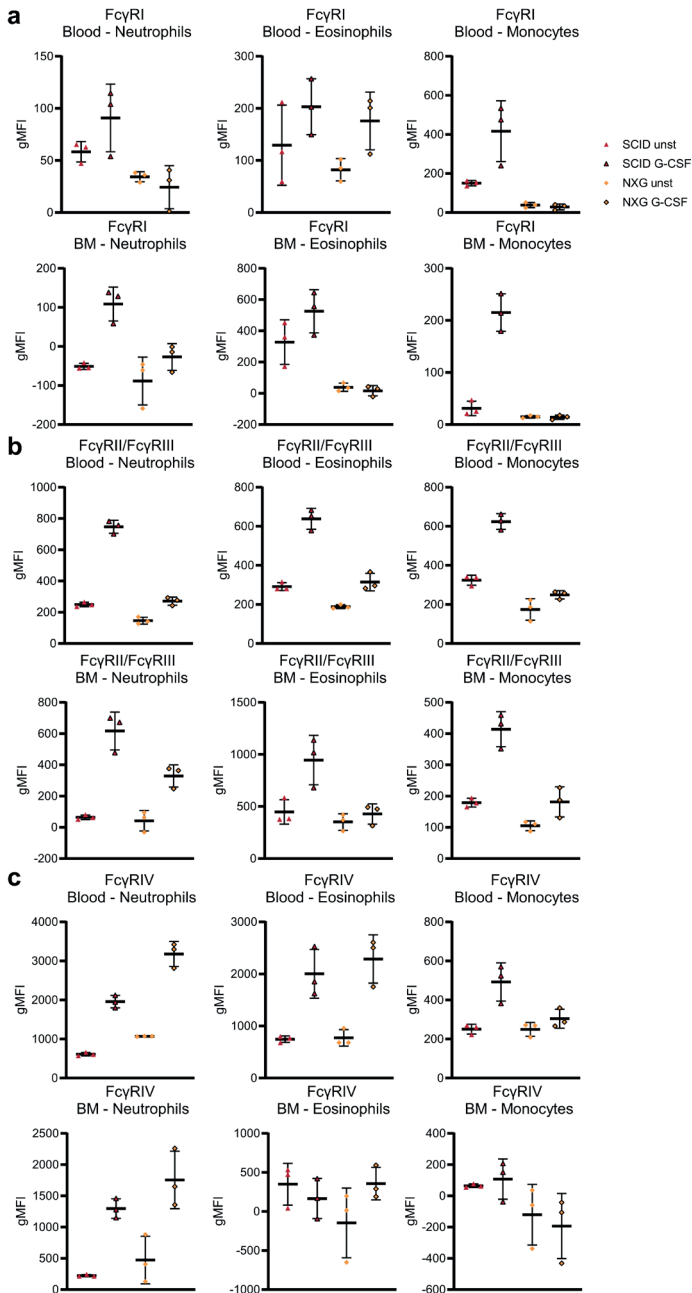 a
FcγRI
Blood - Neutrophils
gMFI
150
100
50
0
FcγRI
Blood - Eosinophils
300
200
100
0
FcγRI
Blood - Monocytes
gMFI
800
600
400
200
0
SCID unst
SCID G-CSF
NXG unst
NXG G-CSF
FcγRI
BM - Neutrophils
gMFI
200
100
0
-100
-200
FcγRI
BM - Eosinophils
gMFI
800
600
400
200
0
-200
FcγRI
BM - Monocytes
gMFI
300
200
100
0
b
FcγRII/FcγRIII
Blood - Neutrophils
gMFI
1000
800
600
400
200
0
FcγRII/FcγRIII
Blood - Eosinophils
gMFI
800
600
400
200
0
FcγRII/FcγRIII
Blood - Monocytes
gMFI
800
600
400
200
0
FcγRII/FcγRIII
BM - Neutrophils
gMFI
800
600
400
200
0
-200
FcγRII/FcγRIII
BM - Eosinophils
gMFI
1500
1000
500
0
FcγRII/FcγRIII
BM - Monocytes
gMFI
500
400
300
200
100
0
c
FcγRIV
Blood - Neutrophils
gMFI
4000
3000
2000
1000
0
FcγRIV
Blood - Eosinophils
gMFI
3000
2000
1000
0
FcγRIV
Blood - Monocytes
gMFI
800
600
400
200
0
FcγRIV
BM - Neutrophils
gMFI
2500
2000
1500
1000
500
0
FcγRIV
BM - Eosinophils
gMFI
1000
500
0
-500
-1000
FcγRIV
BM - Monocytes
gMFI
400
200
0
-200
-400
-600